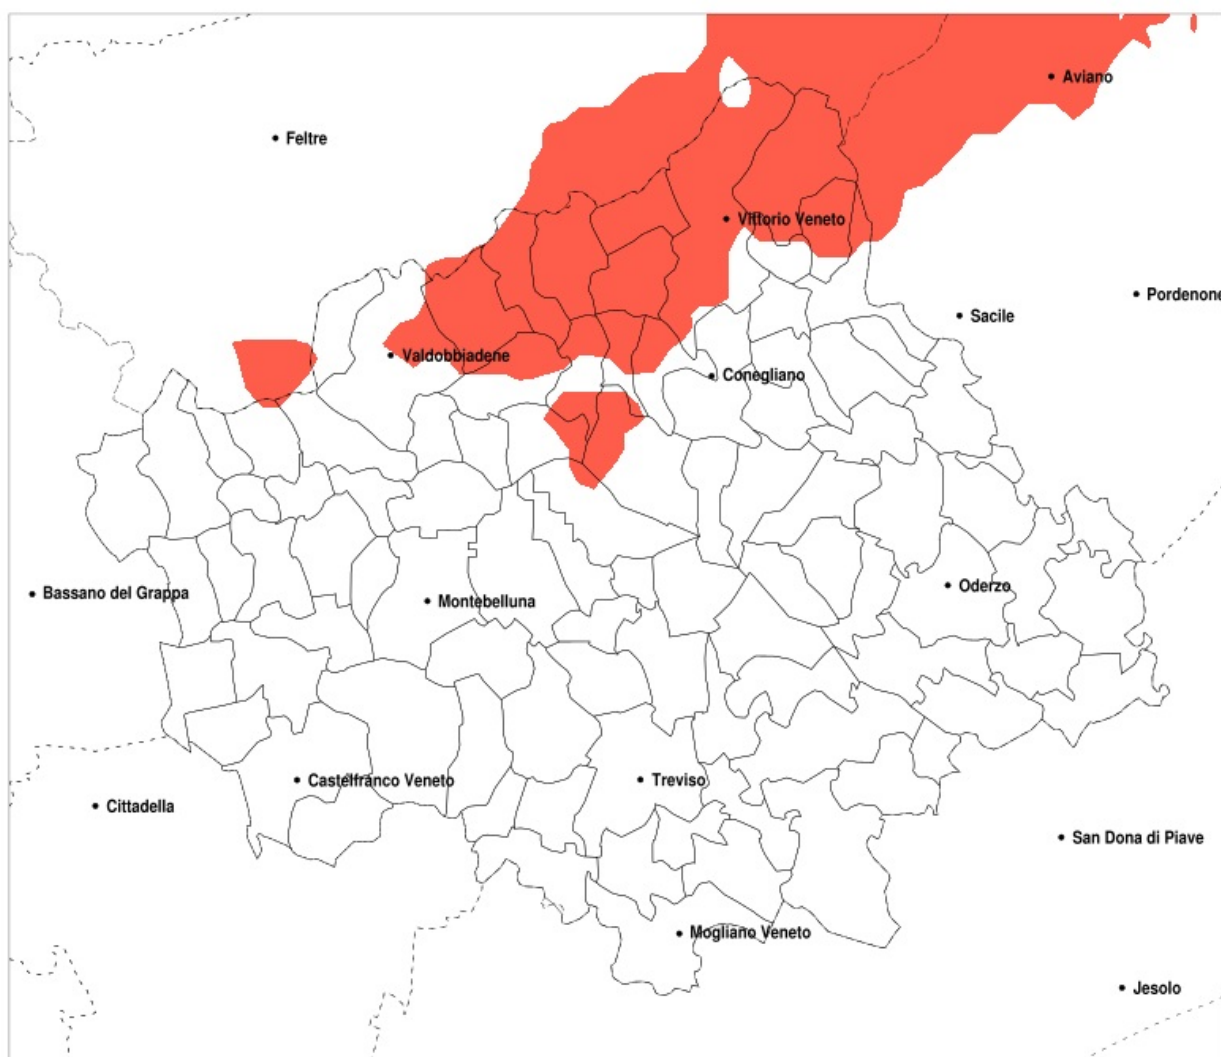 Aviano
Feltre
Vittorio Veneto
Pordenone
Sacile
Valdobbiadene
Conegliano
Oderzo
Bassano del Grappa
Montebelluna
Castelfranco Veneto
Treviso
Cittadella
San Dona di Piave
Mogliano Veneto
Jesolo